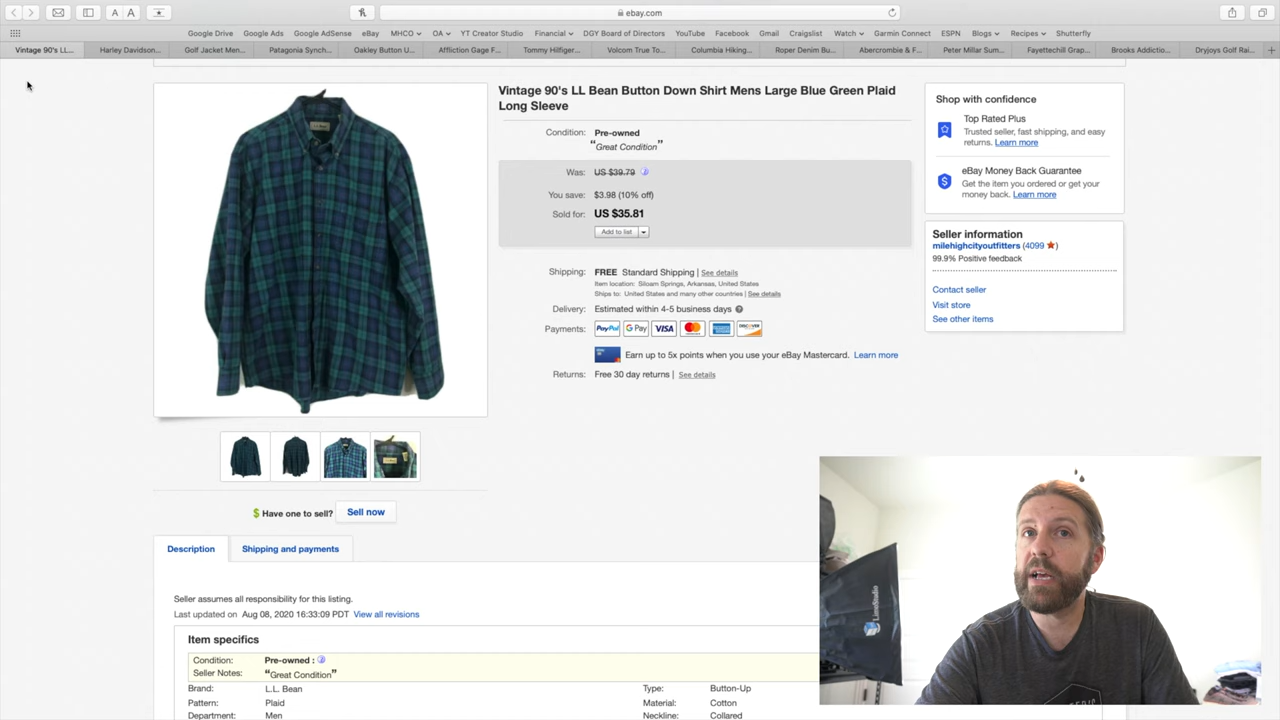 ebay.com
Google Drive Google Ads Google AdSense eBay MHCO OA YT Creator Studio Financial DGY Board of Directors YouTube Facebook Gmail Craigslist Watch Garmin Connect ESPN Blogs Recipes Shutterfly
Vintage 90's LL... Harley Davidson... Golf Jacket Men... Patagonia Synch... Oakley Button U... Affliction Gage F... Tommy Hilfiger... Volcom True To... Columbia Hiking... Roper Denim Bu... Abercrombie & F... Peter Millar Sum... Fayettechill Grap... Brooks Addictio... Dryjoys Golf Rai...
Vintage 90's LL Bean Button Down Shirt Mens Large Blue Green Plaid
Long Sleeve
Condition: Pre-owned
“Great Condition”
Was: US $39.79
You save: $3.98 (10% off)
Sold for: US $35.81
Add to list
Shipping: FREE Standard Shipping | See details
Item location: Siloam Springs, Arkansas, United States
Ships to: United States and many other countries | See details
Delivery: Estimated within 4-5 business days
Payments: PayPal G Pay VISA
Earn up to 5x points when you use your eBay Mastercard. Learn more
Returns: Free 30 day returns | See details
Shop with confidence
Top Rated Plus
Trusted seller, fast shipping, and easy
returns. Learn more
eBay Money Back Guarantee
Get the item you ordered or get your
money back. Learn more
Seller information
milehighcityoutfitters (4099)
99.9% Positive feedback
Contact seller
Visit store
See other items
Have one to sell? Sell now
Description Shipping and payments
Seller assumes all responsibility for this listing.
Last updated on Aug 08, 2020 16:33:09 PDT View all revisions
Item specifics
Condition: Pre-owned :
Seller Notes: “Great Condition”
Brand: L.L. Bean Type: Button-Up
Pattern: Plaid Material: Cotton
Department: Men Neckline: Collared
LimoStudio